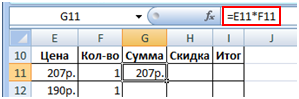 G11 fx =E11*F11
E F G H I
10 Цена Кол-во Сумма Скидка Итог
11 207р. 1 207р.
12 190р. 1